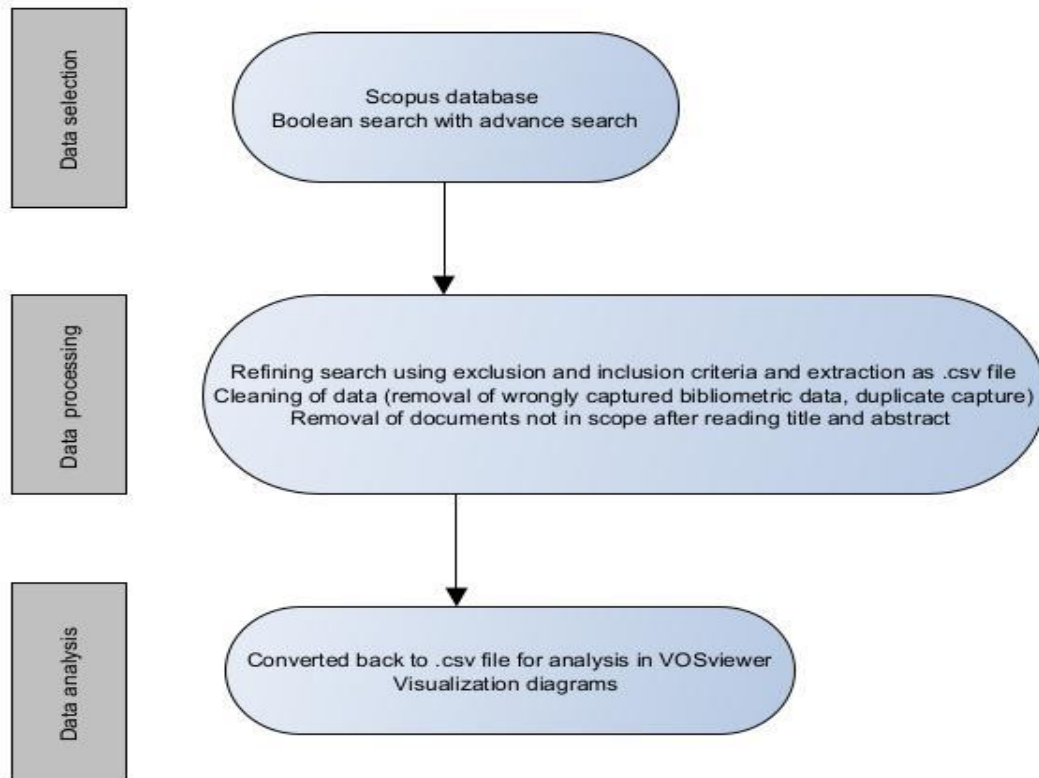 Data selection
Scopus database
Boolean search with advance search
Data processing
Refining search using exclusion and inclusion criteria and extraction as .csv file
Cleaning of data (removal of wrongly captured bibliometric data, duplicate capture)
Removal of documents not in scope after reading title and abstract
Data analysis
Converted back to .csv file for analysis in VOSviewer
Visualization diagrams